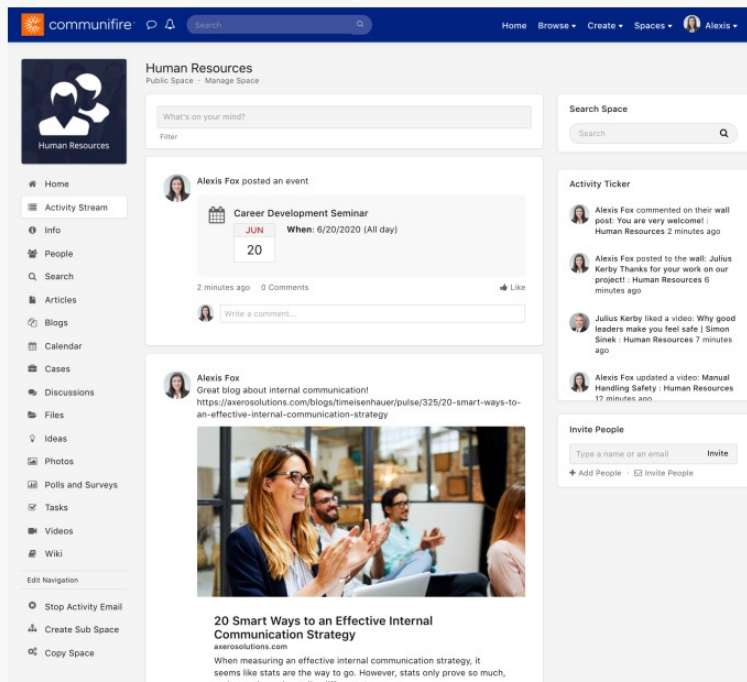 communifire
Search
Home Browse Create Spaces Alexis
Human Resources
Home
Activity Stream
Info
People
Search
Articles
Blogs
Calendar
Cases
Discussions
Files
Ideas
Photos
Polls and Surveys
Tasks
Videos
Wiki
Edit Navigation
Stop Activity Email
Create Sub Space
Copy Space
Human Resources
Public Space · Manage Space
What's on your mind?
Filter
Alexis Fox posted an event
Career Development Seminar
JUN
20
When: 6/20/2020 (All day)
2 minutes ago 0 Comments Like
Write a comment...
Alexis Fox
Great blog about internal communication!
https://axerosolutions.com/blogs/timeisenhauer/pulse/325/20-smart-ways-to-
an-effective-internal-communication-strategy
20 Smart Ways to an Effective Internal
Communication Strategy
axerosolutions.com
When measuring an effective internal communication strategy, it
seems like stats are the way to go. However, stats only prove so much,
Search Space
Search
Activity Ticker
Alexis Fox commented on their wall
post: You are very welcome! :
Human Resources 2 minutes ago
Alexis Fox posted to the wall: Julius
Kerby Thanks for your work on our
project! : Human Resources 6
minutes ago
Julius Kerby liked a video: Why good
leaders make you feel safe | Simon
Sinek : Human Resources 7 minutes
ago
Alexis Fox updated a video: Manual
Handling Safety : Human Resources
12 minutes ago
Invite People
Type a name or an email Invite
Add People · Invite People